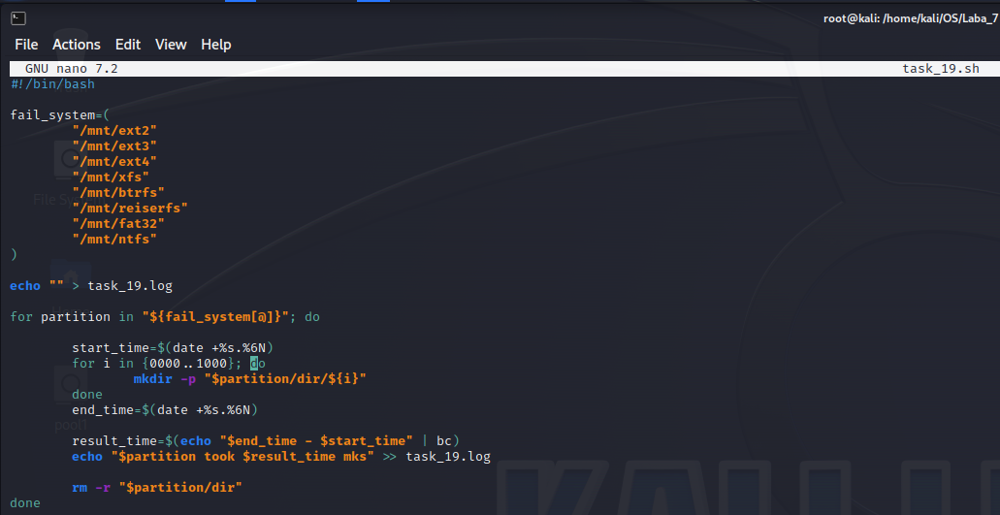 root@kali: /home/kali/OS/Laba_7
File Actions Edit View Help
GNU nano 7.2 task_19.sh
#!/bin/bash
fail_system=(
"/mnt/ext2"
"/mnt/ext3"
"/mnt/ext4"
"/mnt/xfs"
"/mnt/btrfs"
"/mnt/reiserfs"
"/mnt/fat32"
"/mnt/ntfs"
)
echo "" > task_19.log
for partition in "${fail_system[@]}"; do
start_time=$(date +%s.%6N)
for i in {0000..1000}; do
mkdir -p "$partition/dir/${i}"
done
end_time=$(date +%s.%6N)
result_time=$(echo "$end_time - $start_time" | bc)
echo "$partition took $result_time mks" >> task_19.log
rm -r "$partition/dir"
done